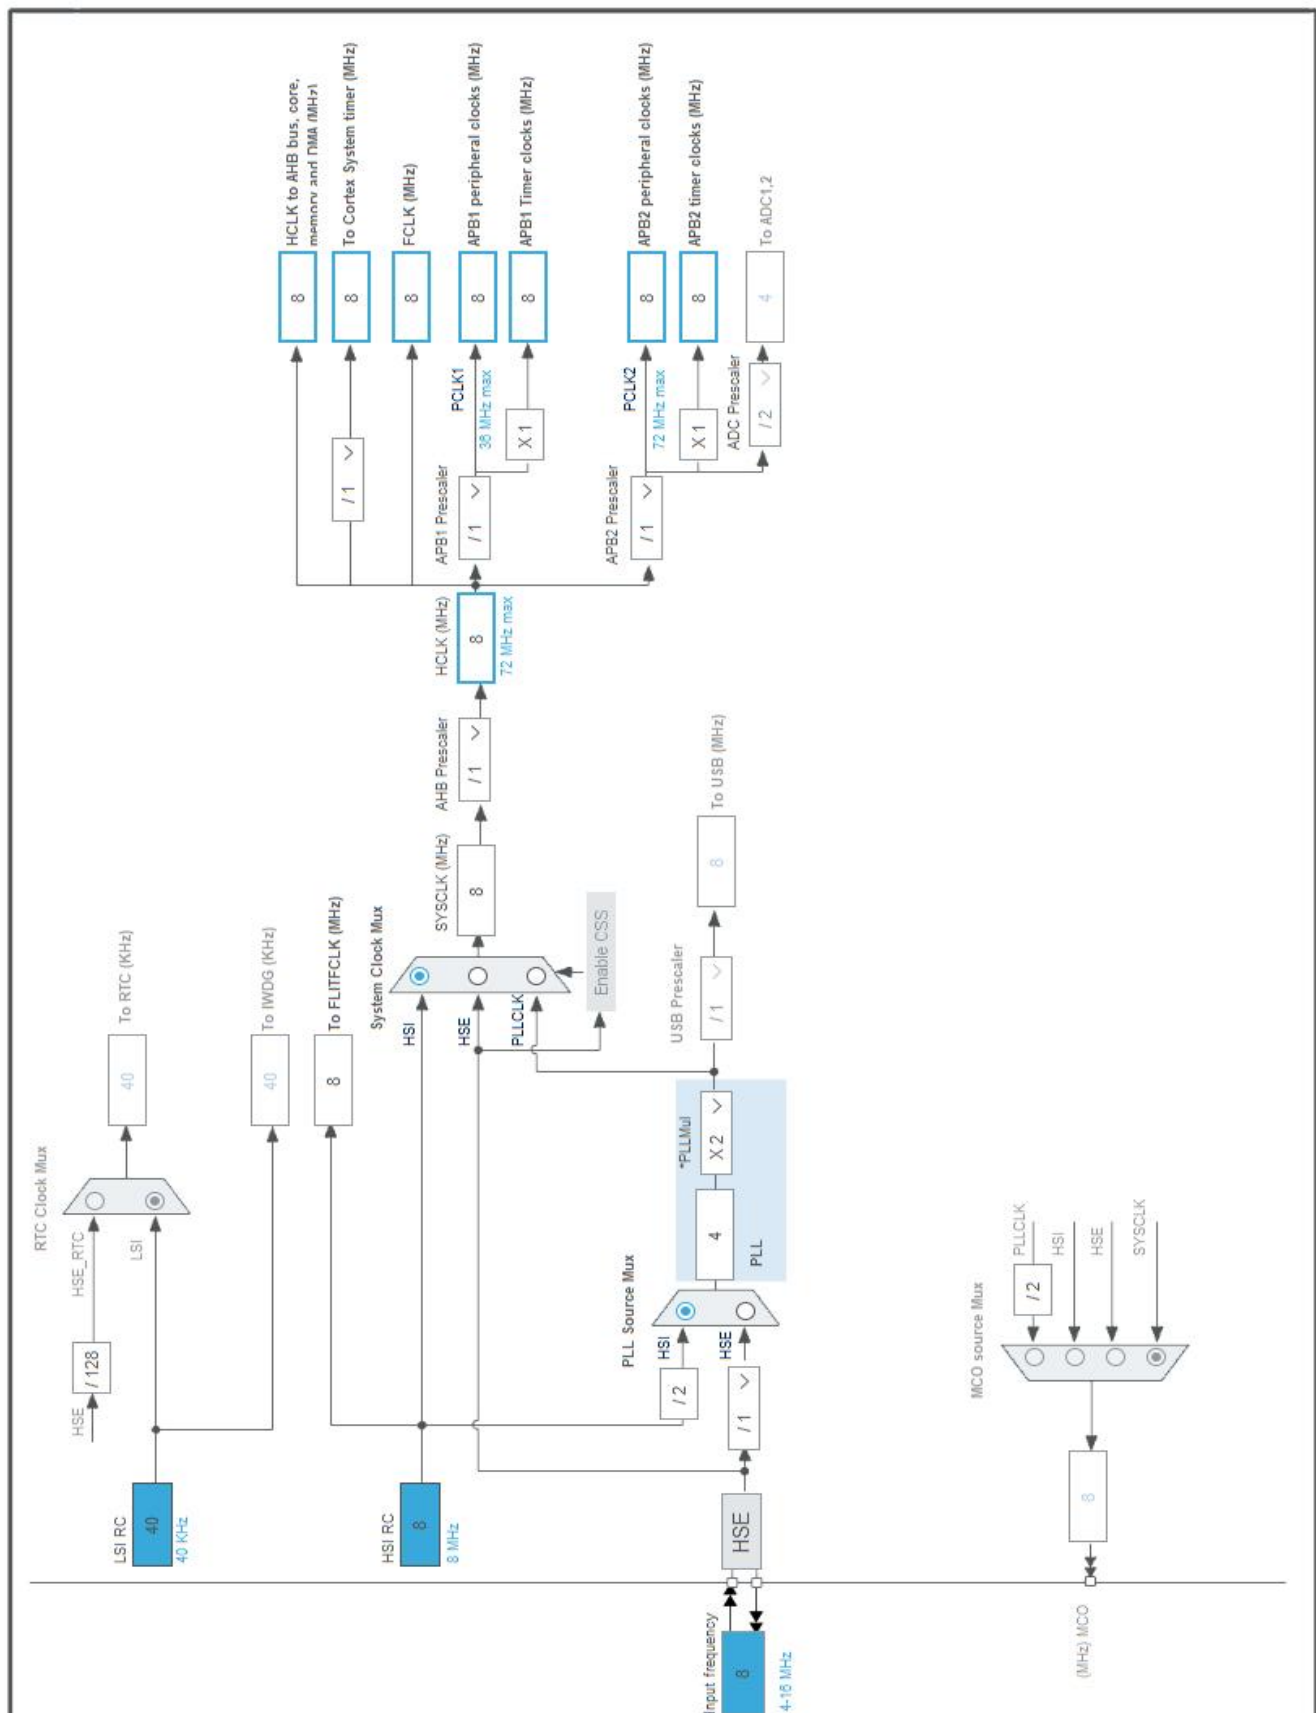 RTC Clock Mux
HSE
/ 128
HSE_RTC
LSI
To RTC (KHz)
40
LSI RC
40
40 KHz
To IWDG (KHz)
40
To FLITFCLK (MHz)
8
HSI RC
8
8 MHz
System Clock Mux
HSI
HSE
PLLCLK
Enable CSS
SYSCLK (MHz)
8
AHB Prescaler
/ 1
HCLK (MHz)
8
72 MHz max
8
HCLK to AHB bus, core,
memory and DMA (MHz)
/ 1
8
To Cortex System timer (MHz)
8
FCLK (MHz)
APB1 Prescaler
/ 1
PCLK1
36 MHz max
8
APB1 peripheral clocks (MHz)
X 1
8
APB1 Timer clocks (MHz)
APB2 Prescaler
/ 1
PCLK2
72 MHz max
8
APB2 peripheral clocks (MHz)
X 1
8
APB2 timer clocks (MHz)
ADC Prescaler
/ 2
4
To ADC1,2
PLL Source Mux
HSI
/ 2
HSE
/ 1
4
*PLLMul
X 2
PLL
USB Prescaler
/ 1
8
To USB (MHz)
Input frequency
8
4-16 MHz
HSE
MCO source Mux
/ 2
PLLCLK
HSI
HSE
SYSCLK
8
(MHz) MCO